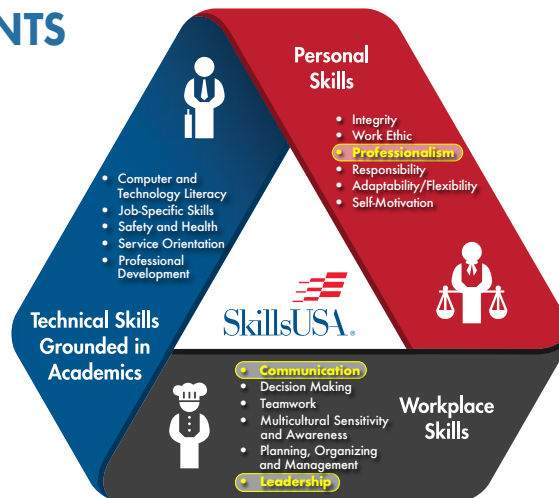 NTS
Personal
Skills
• Integrity
• Work Ethic
• Professionalism
• Responsibility
• Adaptability/Flexibility
• Self-Motivation
• Computer and
Technology Literacy
• Job-Specific Skills
• Safety and Health
• Service Orientation
• Professional
Development
Technical Skills
Grounded in
Academics
SkillsUSA®
• Communication
• Decision Making
• Teamwork
• Multicultural Sensitivity
and Awareness
• Planning, Organizing
and Management
• Leadership
Workplace
Skills